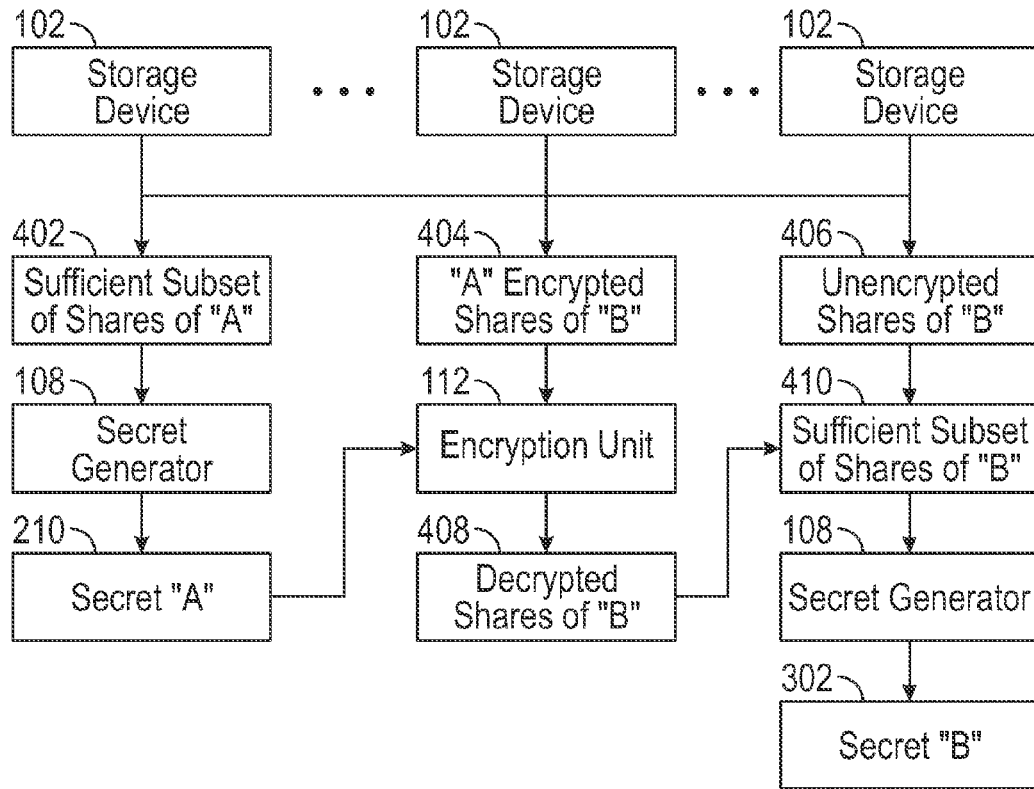 102
Storage
Device
102
Storage
Device
102
Storage
Device
402
Sufficient Subset
of Shares of "A"
404
"A" Encrypted
Shares of "B"
406
Unencrypted
Shares of "B"
108
Secret
Generator
112
Encryption Unit
410
Sufficient Subset
of Shares of "B"
210
Secret "A"
408
Decrypted
Shares of "B"
108
Secret Generator
302
Secret "B"